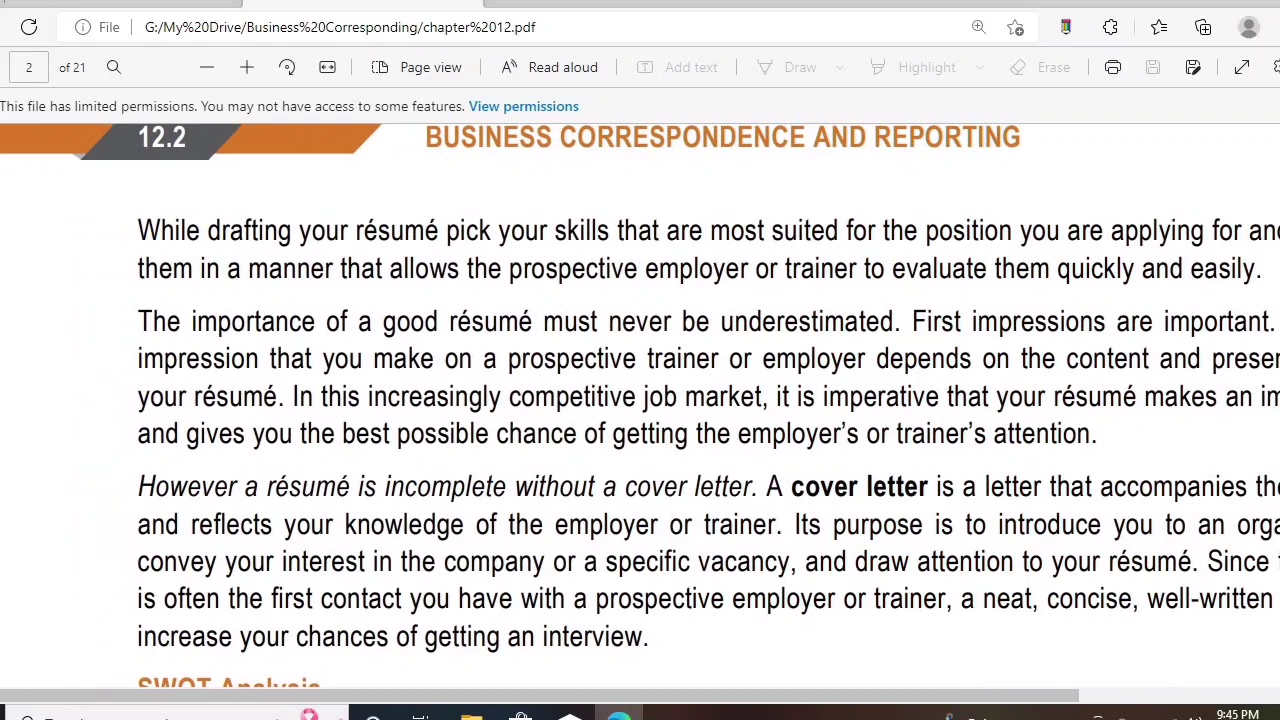 File
G:/My%20Drive/Business%20Corresponding/chapter%2012.pdf
2 of 21
Page view
Read aloud
Add text
Draw
Highlight
Erase
This file has limited permissions. You may not have access to some features. View permissions
12.2 BUSINESS CORRESPONDENCE AND REPORTING
While drafting your résumé pick your skills that are most suited for the position you are applying for
them in a manner that allows the prospective employer or trainer to evaluate them quickly and easily.
The importance of a good résumé must never be underestimated. First impressions are important.
impression that you make on a prospective trainer or employer depends on the content and
your résumé. In this increasingly competitive job market, it is imperative that your résumé makes an
and gives you the best possible chance of getting the employer’s or trainer’s attention.
However a résumé is incomplete without a cover letter. A cover letter is a letter that accompanies
and reflects your knowledge of the employer or trainer. Its purpose is to introduce you to an
convey your interest in the company or a specific vacancy, and draw attention to your résumé. Since
is often the first contact you have with a prospective employer or trainer, a neat, concise, well-written
increase your chances of getting an interview.
SWOT Analysis
9:45 PM